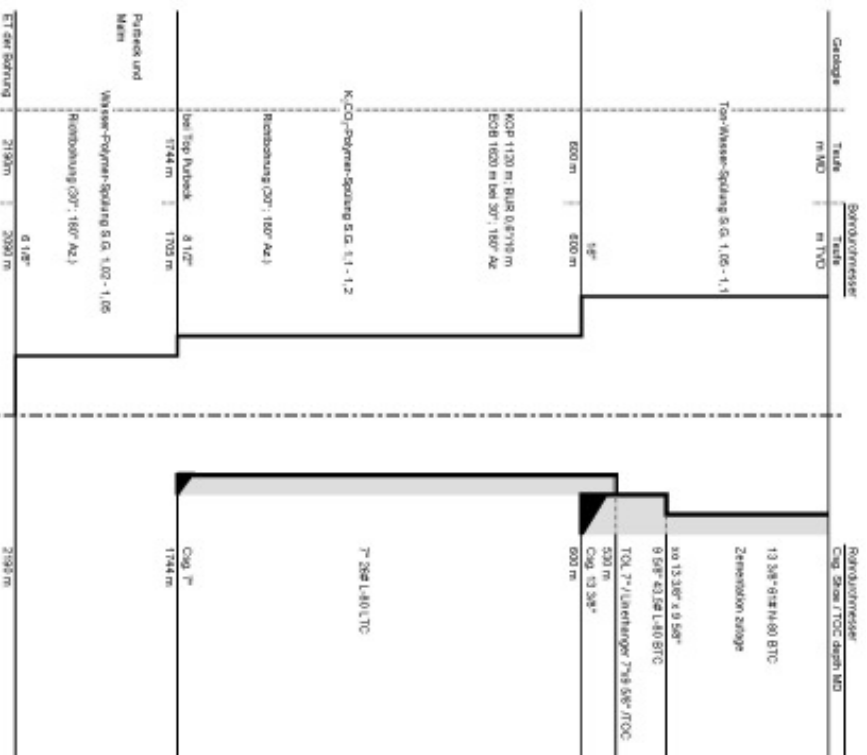 Bohrdurchmesser
Geologie
Teufe
m MD
Teufe
m TVD
Ton-Wasser-Spülung S.G. 1,05 - 1,1
16"
600 m
600 m
KOP 1120 m; BUR 0,6°/10 m
EOB 1620 m bei 30°; 160° Az
K₂CO₃-Polymer-Spülung S.G. 1,1 - 1,2
Richtbohrung (30°; 160° Az.)
bei Top Purbeck
8 1/2"
1744 m
1705 m
Purbeck und
Malm
Wasser-Polymer-Spülung S.G. 1,02 - 1,05
Richtbohrung (30°; 160° Az.)
6 1/8"
ET der Bohrung
2190m
2090 m
Rohrdurchmesser
Csg. Shoe / TOC depth MD
13 3/8" 61# N-80 BTC
Zementation zutage
xo 13 3/8" x 9 5/8"
9 5/8" 43,5# L-80 BTC
TOL 7" / Linerhanger 7"x9 5/8" /TOC
530 m
Csg. 13 3/8"
600 m
7" 26# L-80 LTC
Csg. 7"
1744 m
2190 m